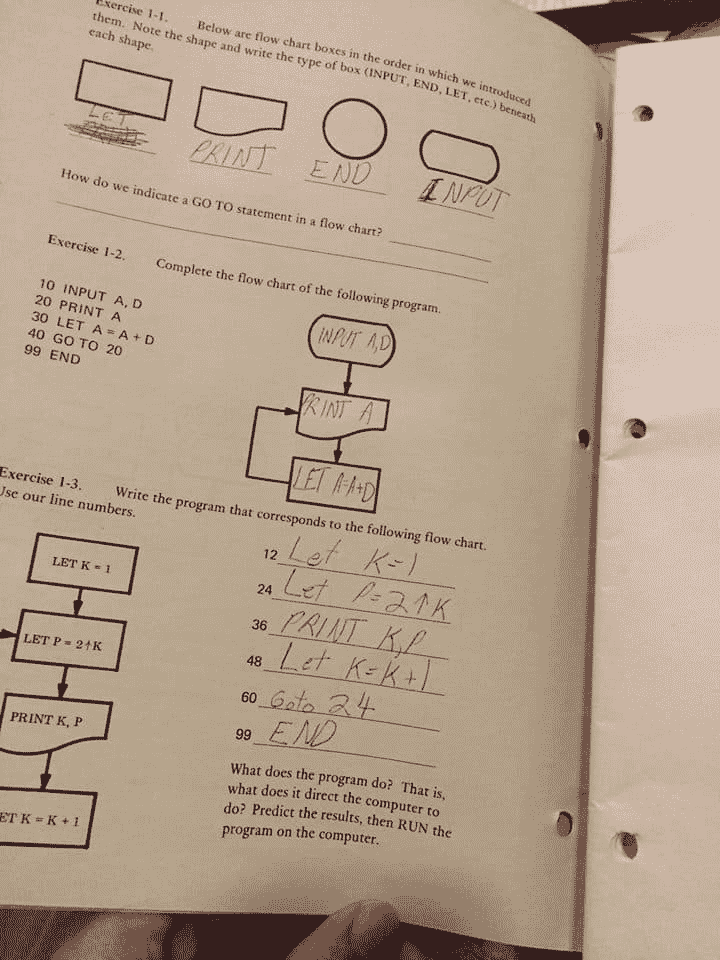 Exercise 1-1. Below are flow chart boxes in the order in which we introduced
them. Note the shape and write the type of box (INPUT, END, LET, etc.) beneath
each shape.
LET PRINT END INPUT
How do we indicate a GO TO statement in a flow chart?
Exercise 1-2. Complete the flow chart of the following program.
10 INPUT A, D
20 PRINT A
30 LET A = A + D
40 GO TO 20
99 END
INPUT A,D
PRINT A
LET A=A+D
Exercise 1-3. Write the program that corresponds to the following flow chart.
Use our line numbers.
LET K = 1
LET P = 2↑K
PRINT K, P
ET K = K + 1
12 Let K=1
24 Let P=2↑K
36 PRINT K,P
48 Let K=K+1
60 Goto 24
99 END
What does the program do? That is,
what does it direct the computer to
do? Predict the results, then RUN the
program on the computer.